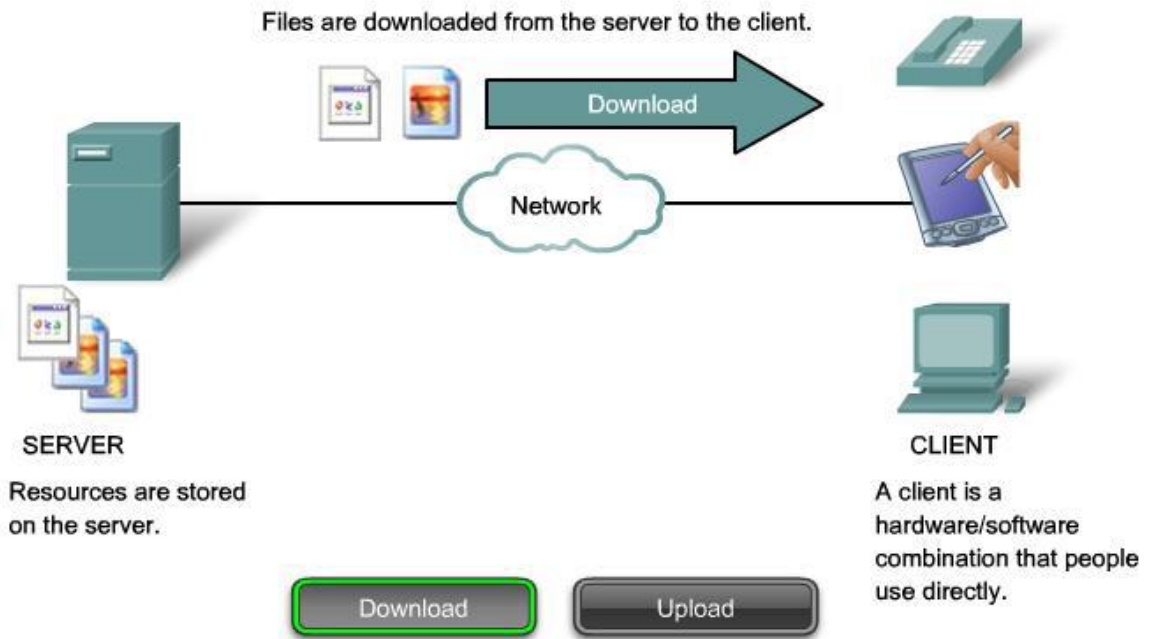 Files are downloaded from the server to the client.
Download
Network
SERVER
Resources are stored
on the server.
CLIENT
A client is a
hardware/software
combination that people
use directly.
Download
Upload